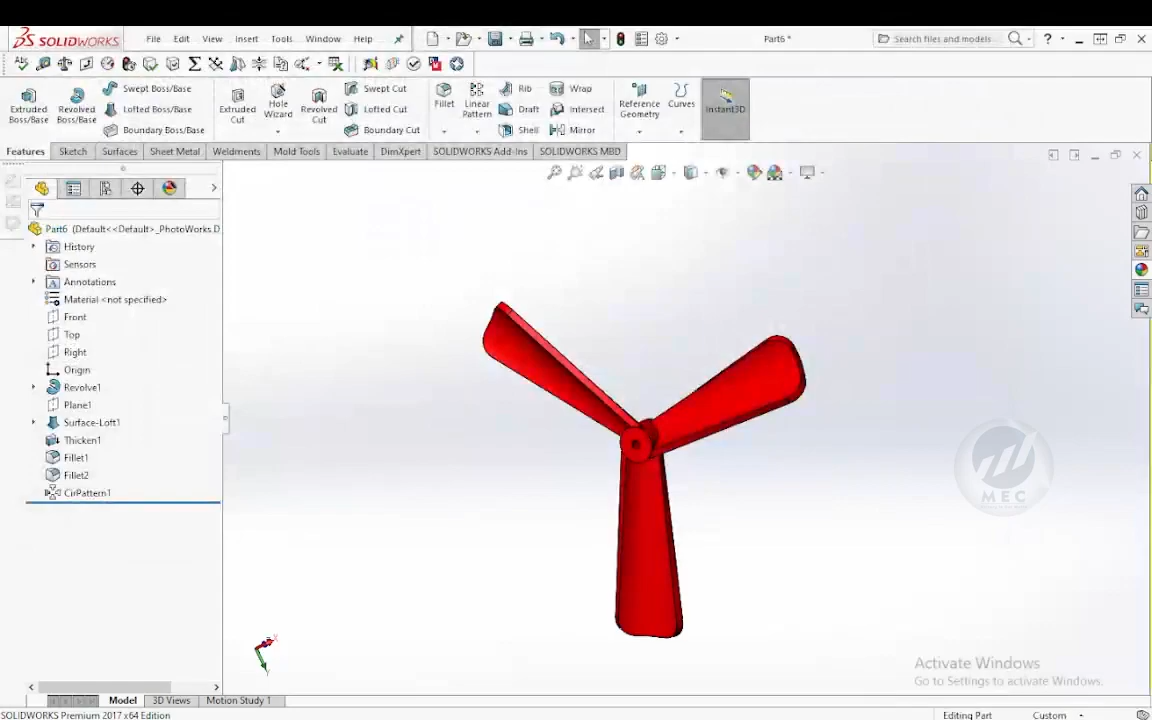 SOLIDWORKS File Edit View Insert Tools Window Help Part6 * Search files and models ?
Extruded Boss/Base Revolved Boss/Base Swept Boss/Base Lofted Boss/Base Boundary Boss/Base Extruded Cut Hole Wizard Revolved Cut Swept Cut Lofted Cut Boundary Cut Fillet Linear Pattern Rib Draft Shell Wrap Intersect Mirror Reference Geometry Curves Instant3D
Features Sketch Surfaces Sheet Metal Weldments Mold Tools Evaluate DimXpert SOLIDWORKS Add-Ins SOLIDWORKS MBD
Part6 (Default<<Default>_PhotoWorks D
History
Sensors
Annotations
Material <not specified>
Front
Top
Right
Origin
Revolve1
Plane1
Surface-Loft1
Thicken1
Fillet1
Fillet2
CirPattern1
MEC
Activate Windows
Go to Settings to activate Windows.
Model 3D Views Motion Study 1
SOLIDWORKS Premium 2017 x64 Edition Editing Part Custom